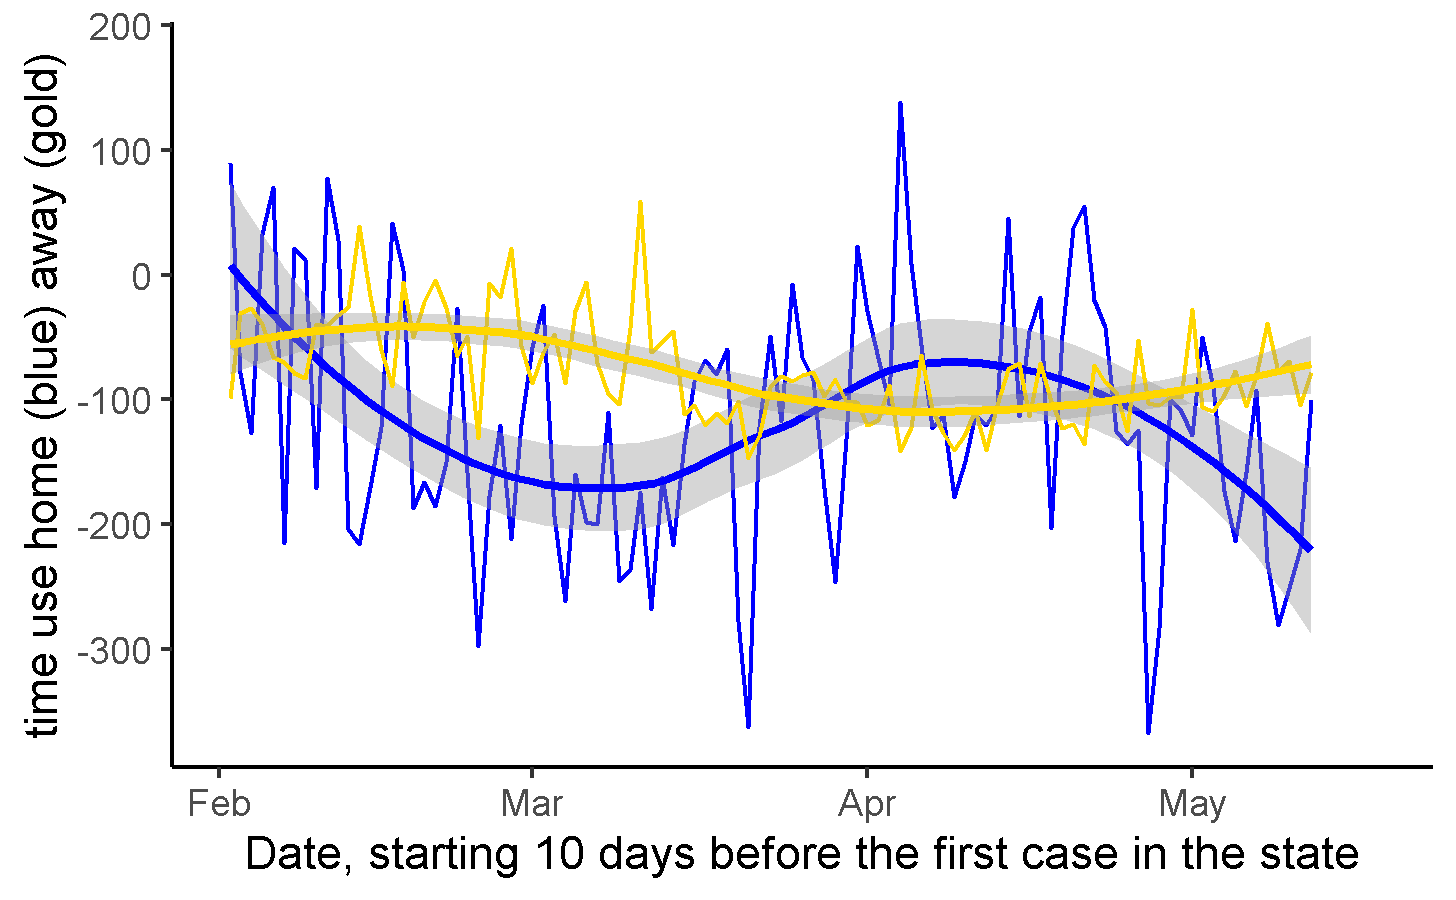 time use home (blue) away (gold)
200
100
0
-100
-200
-300
Feb
Mar
Apr
May
Date, starting 10 days before the first case in the state